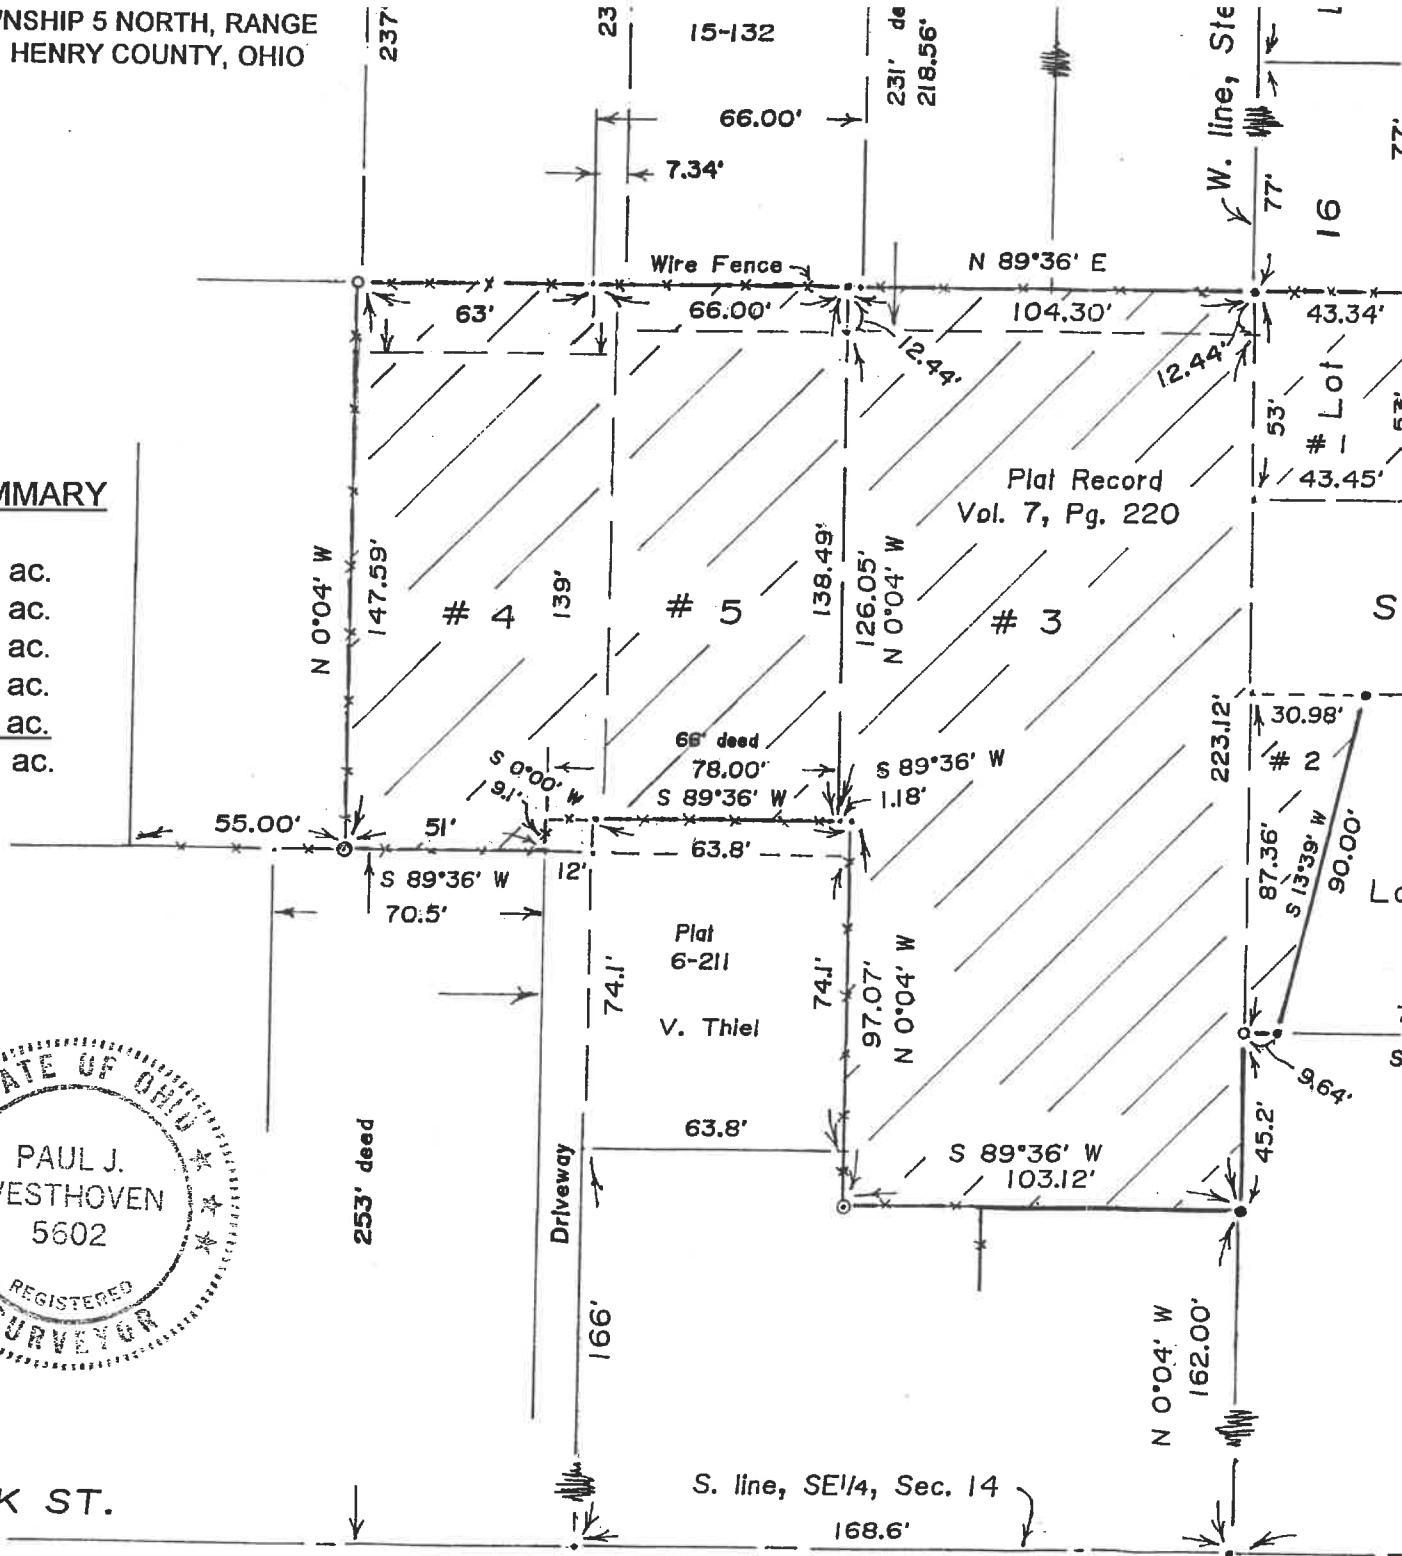 WNSHIP 5 NORTH, RANGE
HENRY COUNTY, OHIO
237'
23
15-132
231' de
218.56'
W. line, Ste
66.00'
7.34'
77'
16
77'
Wire Fence
N 89°36' E
63'
66.00'
104.30'
43.34'
12.44'
12.44'
53'
# Lot
# 1
53'
43.45'
MMARY
ac.
ac.
ac.
ac.
ac.
ac.
Plat Record
Vol. 7, Pg. 220
N 0°04' W
147.59'
# 4
139'
# 5
138.49'
126.05'
N 0°04' W
# 3
S
223.12'
30.98'
# 2
66' deed
78.00'
S 89°36' W
S 0°00' W
9.1'
S 89°36' W
1.18'
55.00'
51'
63.8'
12'
S 89°36' W
70.5'
87.36'
S 13°39' W
90.00'
Lo
Plat
6-211
V. Thiel
74.1'
74.1'
97.07'
N 0°04' W
9.64'
S
63.8'
S 89°36' W
103.12'
45.2'
ATE OF OHIO
PAUL J.
WESTHOVEN
5602
REGISTERED
SURVEYOR
253' deed
Driveway
166'
N 0°04' W
162.00'
K ST.
S. line, SE1/4, Sec. 14
168.6'